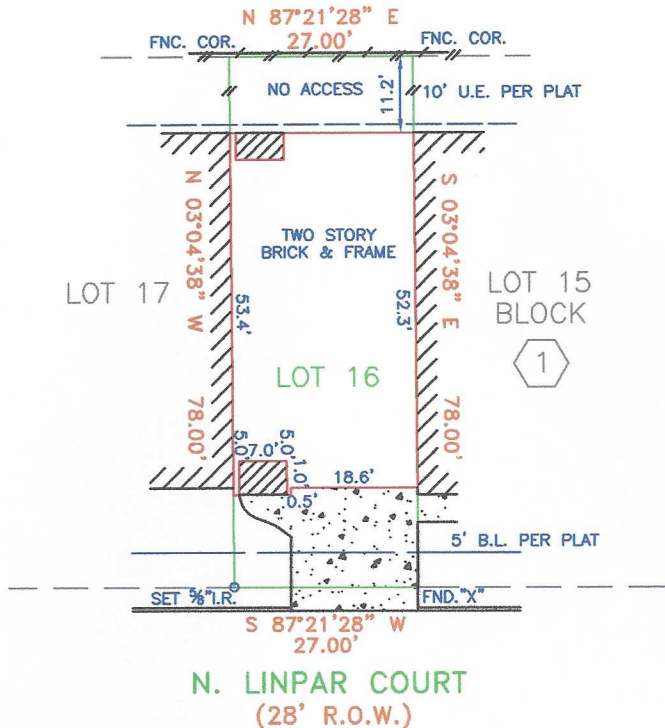 N 87°21'28" E
27.00'
FNC. COR.
FNC. COR.
NO ACCESS
11.2'
10' U.E. PER PLAT
N 03°04'38" W
78.00'
S 03°04'38" E
78.00'
TWO STORY
BRICK & FRAME
LOT 17
53.4'
52.3'
LOT 15
BLOCK
1
LOT 16
5.0'
7.0'
5.0'
1.0'
0.5'
18.6'
5' B.L. PER PLAT
SET ⅝"I.R.
FND."X"
S 87°21'28" W
27.00'
N. LINPAR COURT
(28' R.O.W.)